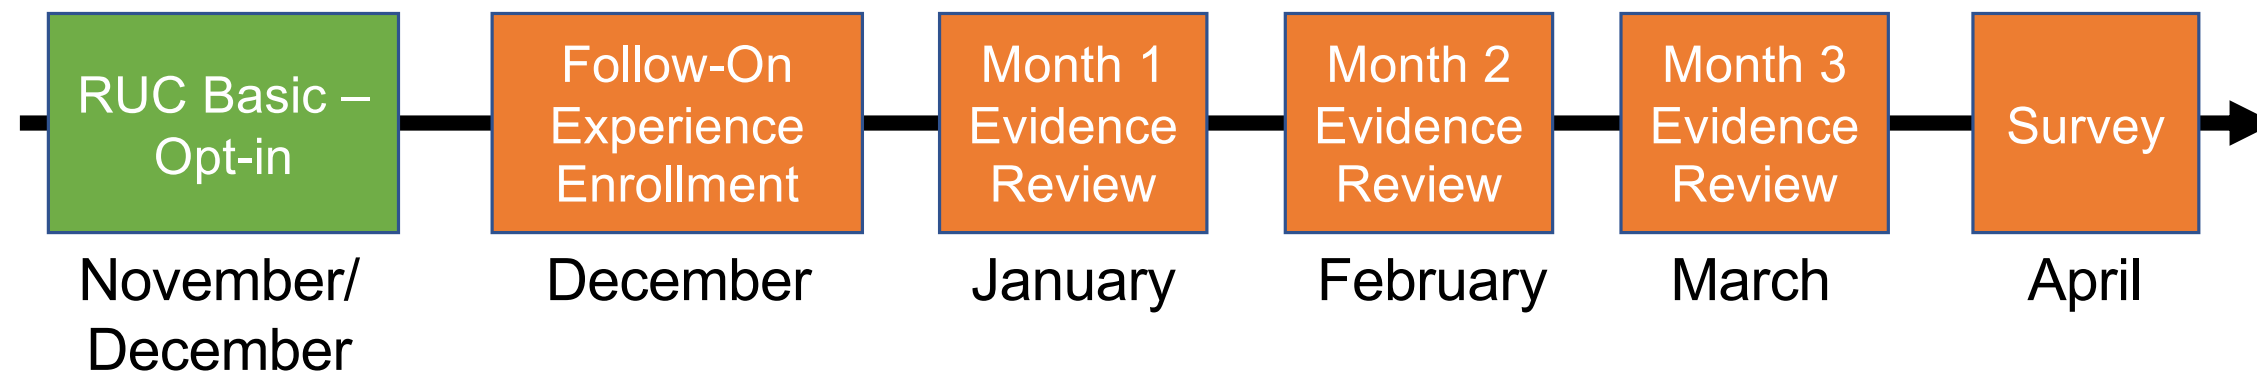 RUC Basic –
Opt-in
Follow-On
Experience
Enrollment
Month 1
Evidence
Review
Month 2
Evidence
Review
Month 3
Evidence
Review
Survey
November/
December
December
January
February
March
April